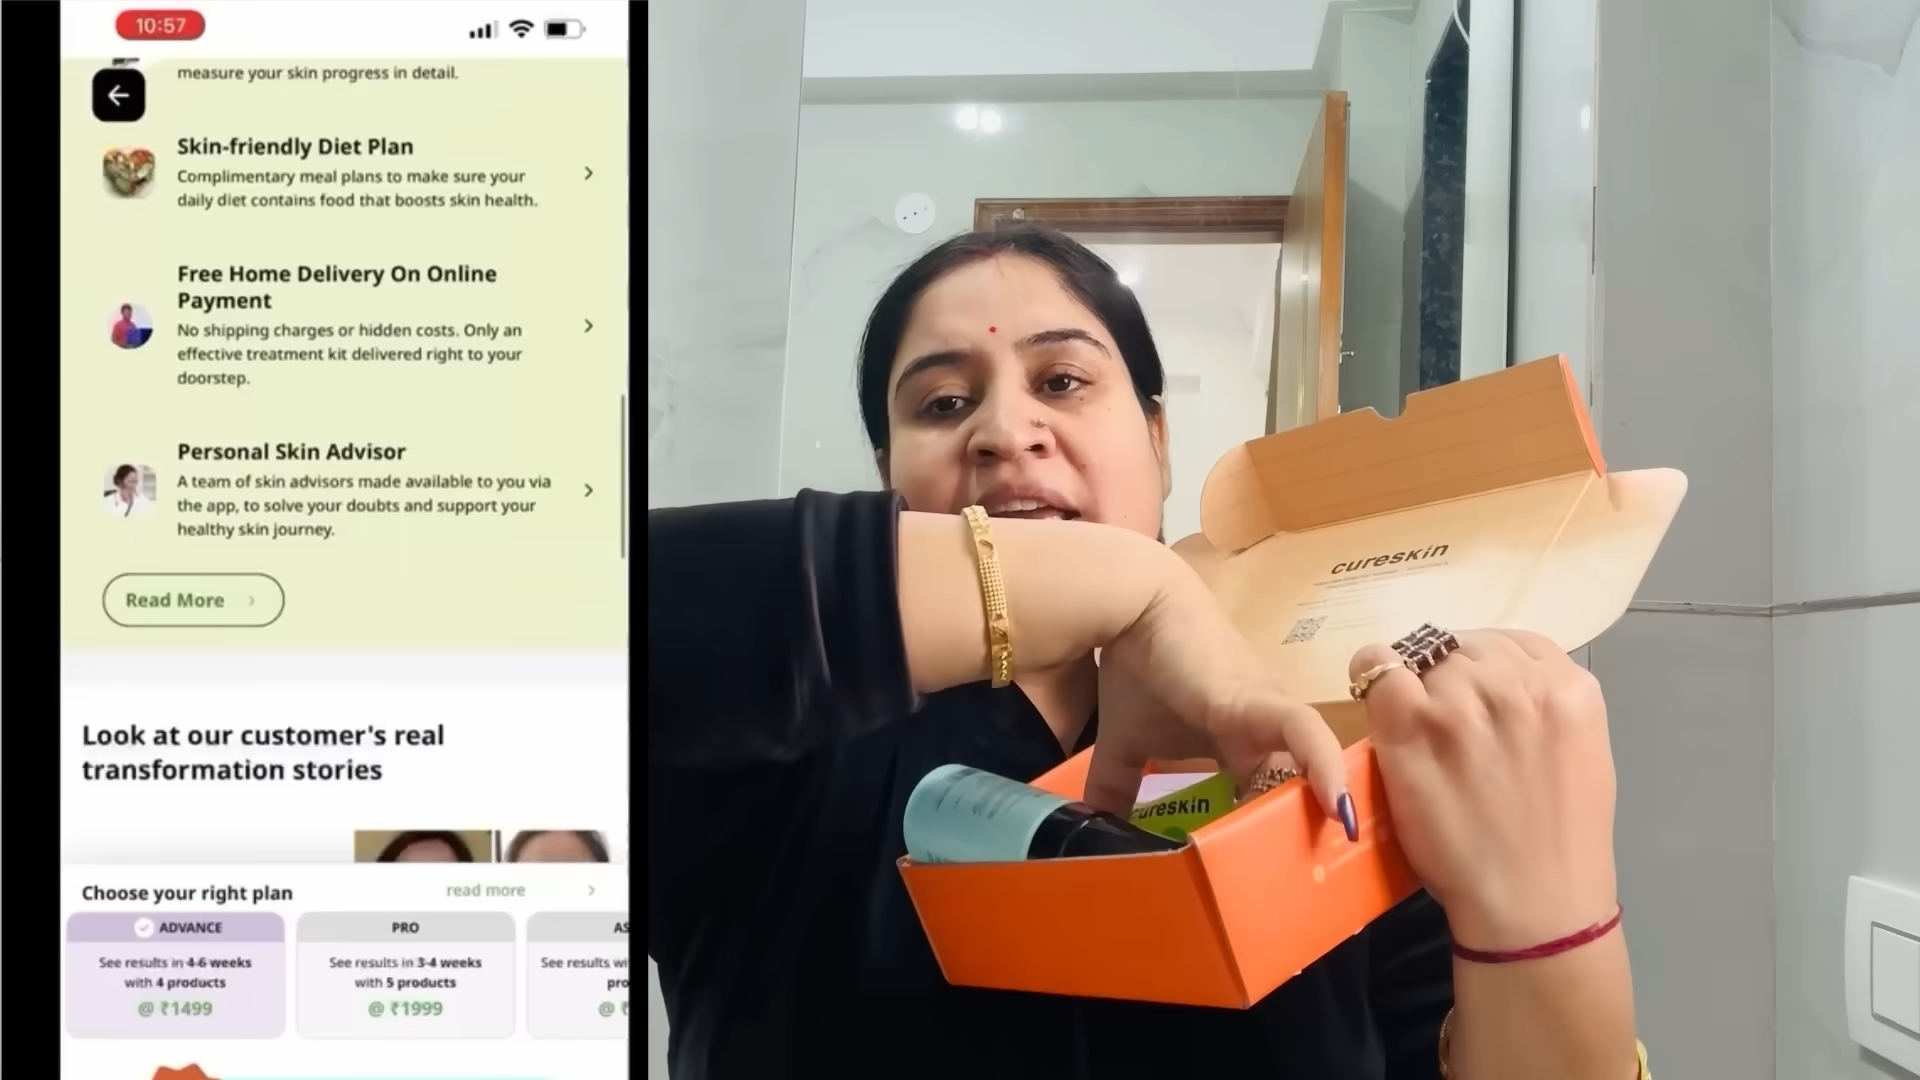 10:57
measure your skin progress in detail.
Skin-friendly Diet Plan
Complimentary meal plans to make sure your
daily diet contains food that boosts skin health.
Free Home Delivery On Online
Payment
No shipping charges or hidden costs. Only an
effective treatment kit delivered right to your
doorstep.
Personal Skin Advisor
A team of skin advisors made available to you via
the app, to solve your doubts and support your
healthy skin journey.
Read More
Look at our customer's real
transformation stories
Choose your right plan
read more
ADVANCE
See results in 4-6 weeks
with 4 products
@ ₹1499
PRO
See results in 3-4 weeks
with 5 products
@ ₹1999
AS
See results wi
pro
@ ₹
cureskin
cureskin